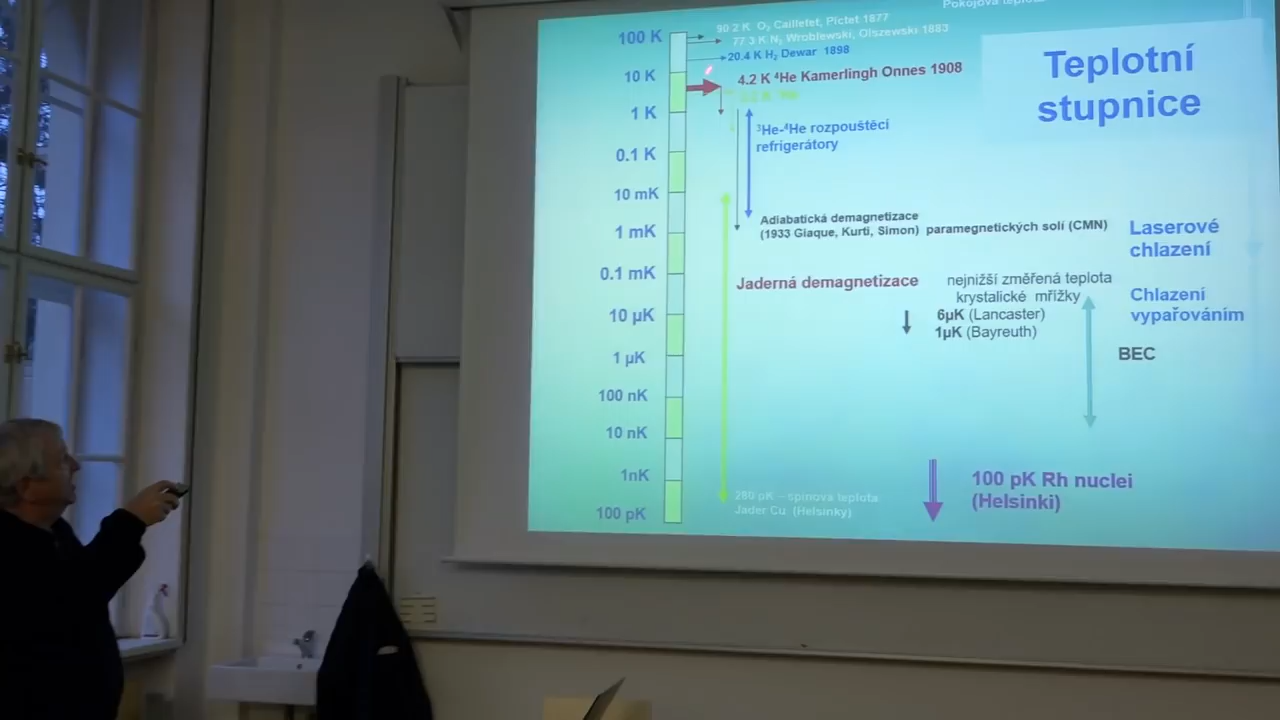 Pokojová teplota
Teplotní
stupnice
100 K
10 K
1 K
0.1 K
10 mK
1 mK
0.1 mK
10 µK
1 µK
100 nK
10 nK
1nK
100 pK
90 2 K O₂ Cailletet, Pictet 1877
77 3 K N₂ Wroblewski, Olszewski 1883
20.4 K H₂ Dewar 1898
4.2 K ⁴He Kamerlingh Onnes 1908
³He-⁴He rozpouštěcí
refrigerátory
Adiabatická demagnetizace
(1933 Giaque, Kurti, Simon) paramegnetických solí (CMN)
Laserové
chlazení
Jaderná demagnetizace
nejnižší změřená teplota
krystalické mřížky
6µK (Lancaster)
1µK (Bayreuth)
Chlazení
vypařováním
BEC
280 pK – spinova teplota
Jader Cu (Helsinky)
100 pK Rh nuclei
(Helsinki)